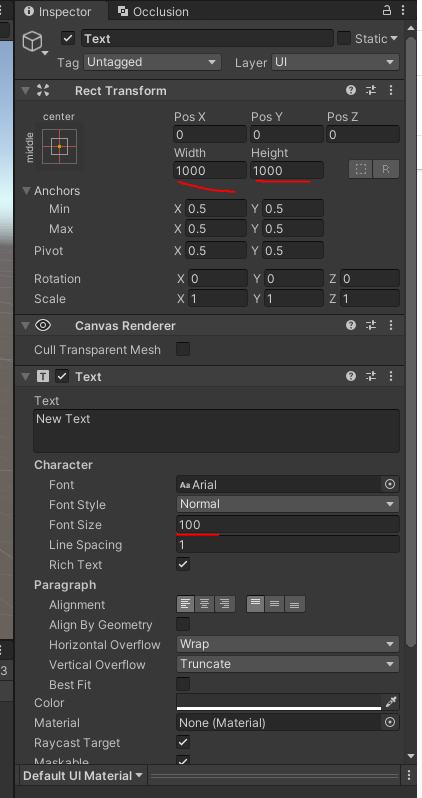 Inspector Occlusion
Text Static
Tag Untagged Layer UI
Rect Transform
center
middle
Pos X Pos Y Pos Z
0 0 0
Width Height
1000 1000
R
Anchors
Min X 0.5 Y 0.5
Max X 0.5 Y 0.5
Pivot X 0.5 Y 0.5
Rotation X 0 Y 0 Z 0
Scale X 1 Y 1 Z 1
Canvas Renderer
Cull Transparent Mesh
T Text
Text
New Text
Character
Font Aa Arial
Font Style Normal
Font Size 100
Line Spacing 1
Rich Text
Paragraph
Alignment
Align By Geometry
Horizontal Overflow Wrap
Vertical Overflow Truncate
Best Fit
3
Color
Material None (Material)
Raycast Target
Maskable
Default UI Material